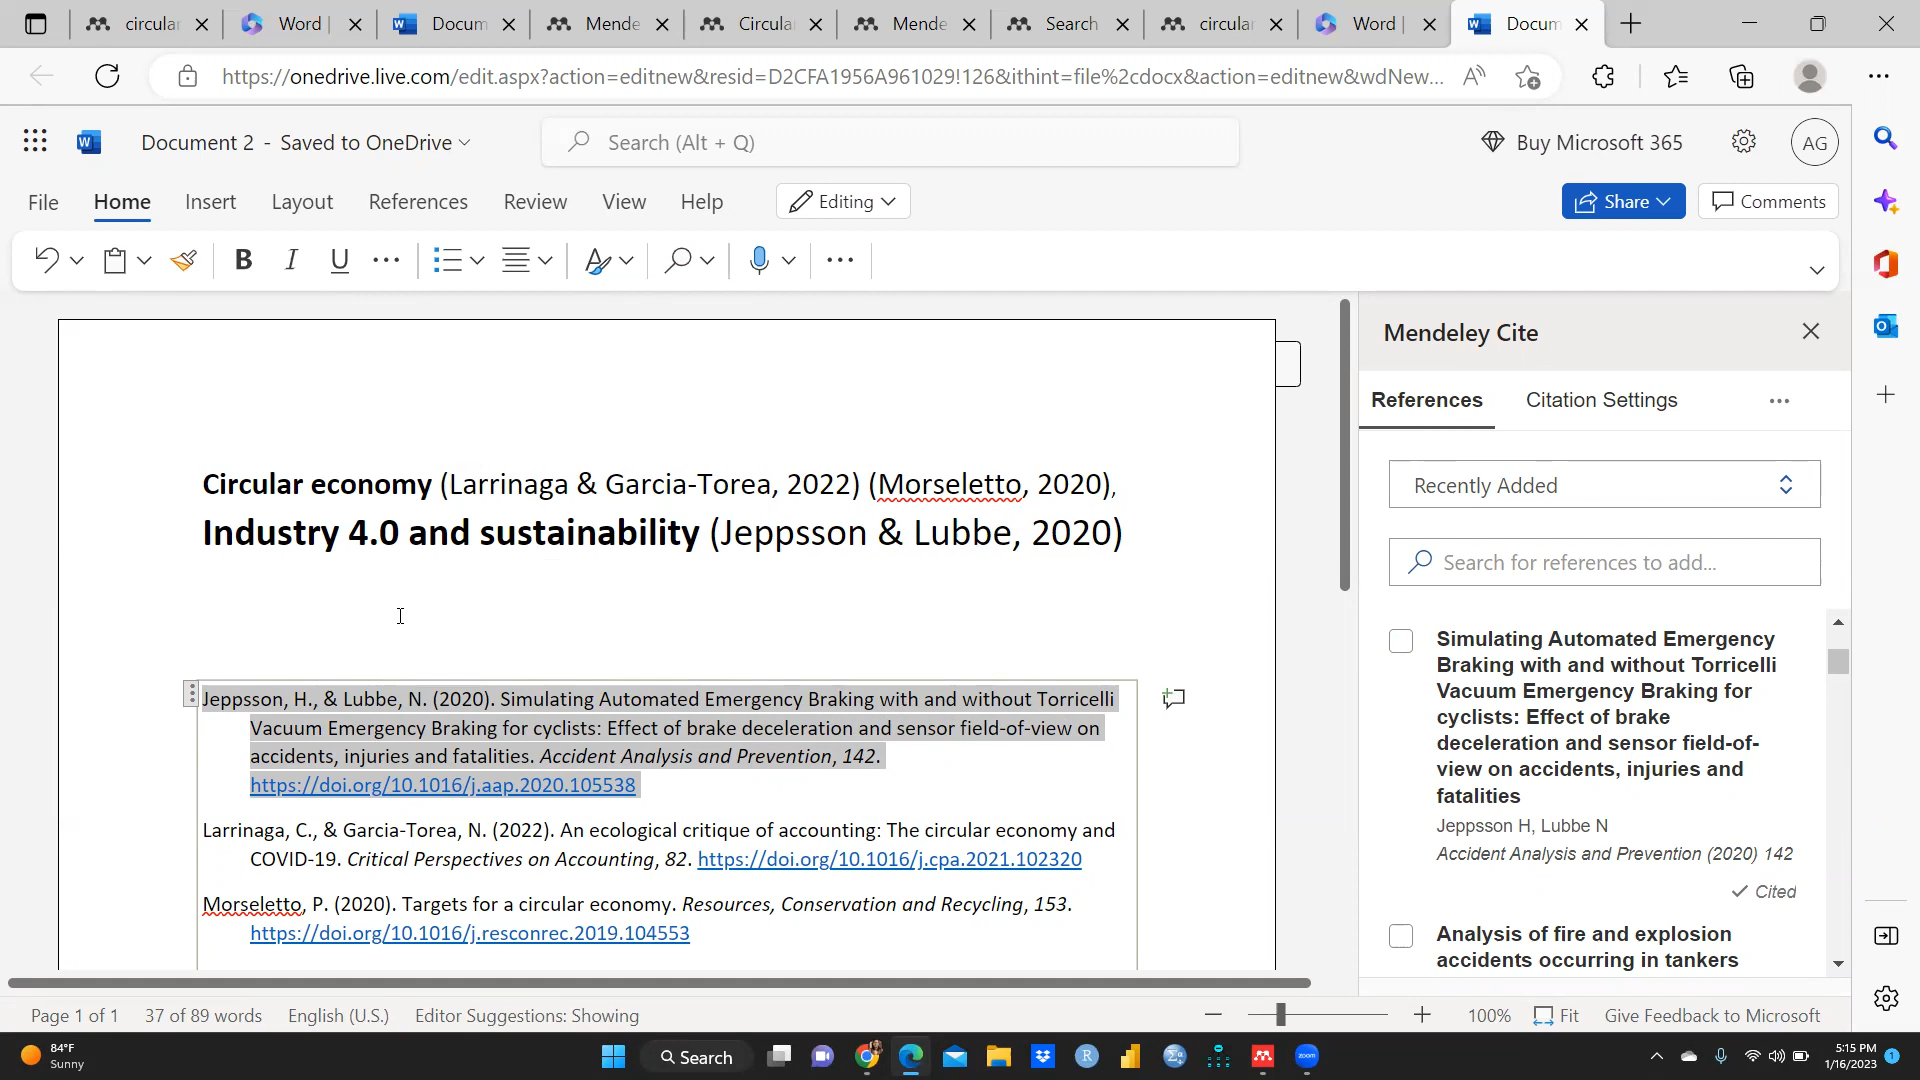 circular
Word |
Docum
Mende
Circula
Mende
Search
circular
Word |
Docum
https://onedrive.live.com/edit.aspx?action=editnew&resid=D2CFA1956A961029!126&ithint=file%2cdocx&action=editnew&wdNew...
Document 2 - Saved to OneDrive
Search (Alt + Q)
Buy Microsoft 365
AG
File
Home
Insert
Layout
References
Review
View
Help
Editing
Share
Comments
Mendeley Cite
References
Citation Settings
Recently Added
Search for references to add...
Circular economy (Larrinaga & Garcia-Torea, 2022) (Morseletto, 2020),
Industry 4.0 and sustainability (Jeppsson & Lubbe, 2020)
Jeppsson, H., & Lubbe, N. (2020). Simulating Automated Emergency Braking with and without Torricelli
Vacuum Emergency Braking for cyclists: Effect of brake deceleration and sensor field-of-view on
accidents, injuries and fatalities. Accident Analysis and Prevention, 142.
https://doi.org/10.1016/j.aap.2020.105538
Larrinaga, C., & Garcia-Torea, N. (2022). An ecological critique of accounting: The circular economy and
COVID-19. Critical Perspectives on Accounting, 82. https://doi.org/10.1016/j.cpa.2021.102320
Morseletto, P. (2020). Targets for a circular economy. Resources, Conservation and Recycling, 153.
https://doi.org/10.1016/j.resconrec.2019.104553
Simulating Automated Emergency
Braking with and without Torricelli
Vacuum Emergency Braking for
cyclists: Effect of brake
deceleration and sensor field-of-
view on accidents, injuries and
fatalities
Jeppsson H, Lubbe N
Accident Analysis and Prevention (2020) 142
Cited
Analysis of fire and explosion
accidents occurring in tankers
Page 1 of 1
37 of 89 words
English (U.S.)
Editor Suggestions: Showing
100%
Fit
Give Feedback to Microsoft
84°F
Sunny
Search
5:15 PM
1/16/2023
1